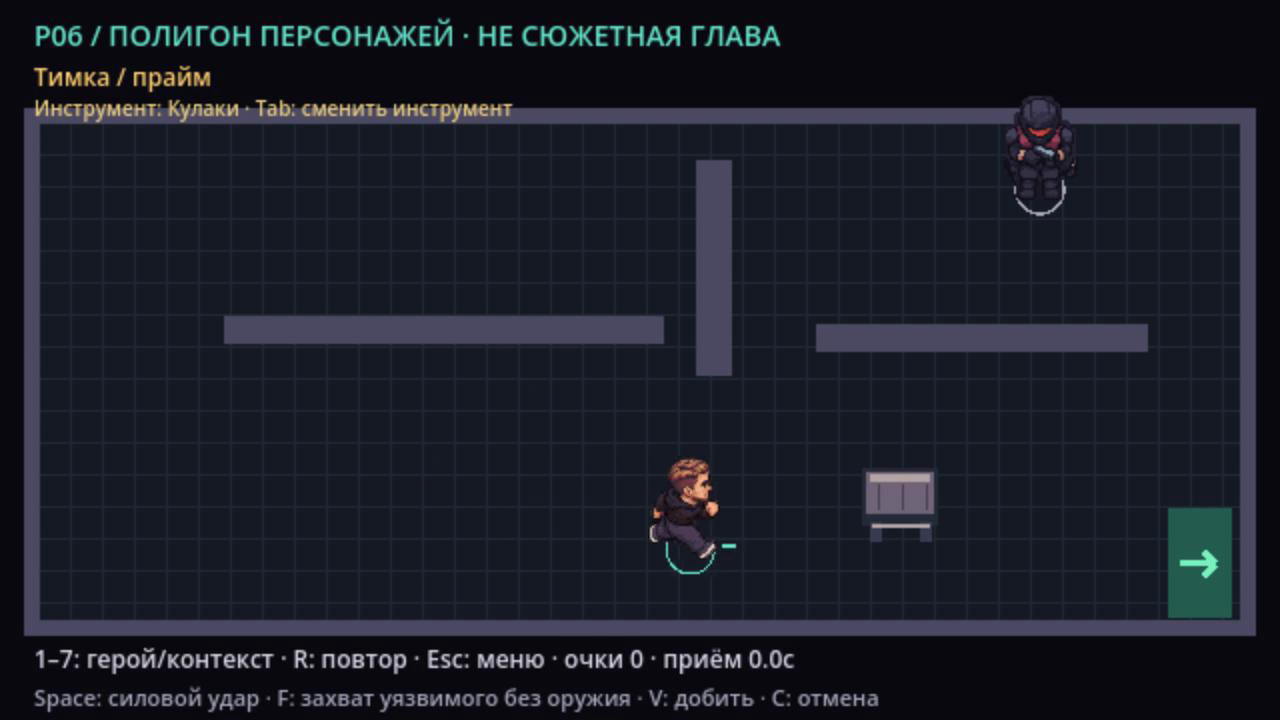 P06 / ПОЛИГОН ПЕРСОНАЖЕЙ · НЕ СЮЖЕТНАЯ ГЛАВА
Тимка / прайм
Инструмент: Кулаки · Tab: сменить инструмент
→
1–7: герой/контекст · R: повтор · Esc: меню · очки 0 · приём 0.0с
Space: силовой удар · F: захват уязвимого без оружия · V: добить · C: отмена